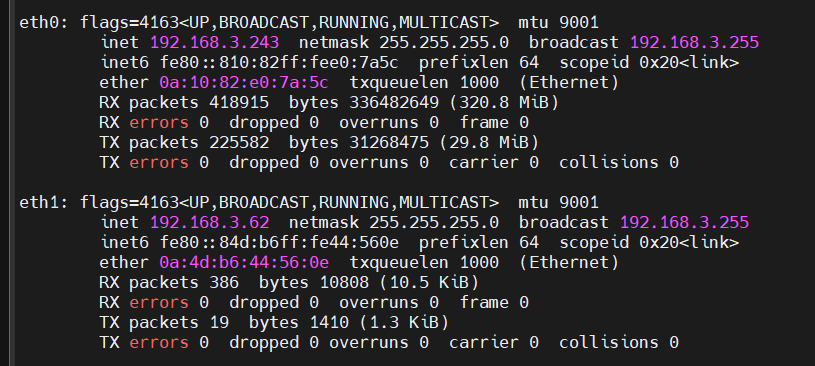 eth0: flags=4163<UP,BROADCAST,RUNNING,MULTICAST>  mtu 9001
        inet 192.168.3.243  netmask 255.255.255.0  broadcast 192.168.3.255
        inet6 fe80::810:82ff:fee0:7a5c  prefixlen 64  scopeid 0x20<link>
        ether 0a:10:82:e0:7a:5c  txqueuelen 1000  (Ethernet)
        RX packets 418915  bytes 336482649 (320.8 MiB)
        RX errors 0  dropped 0  overruns 0  frame 0
        TX packets 225582  bytes 31268475 (29.8 MiB)
        TX errors 0  dropped 0 overruns 0  carrier 0  collisions 0

eth1: flags=4163<UP,BROADCAST,RUNNING,MULTICAST>  mtu 9001
        inet 192.168.3.62  netmask 255.255.255.0  broadcast 192.168.3.255
        inet6 fe80::84d:b6ff:fe44:560e  prefixlen 64  scopeid 0x20<link>
        ether 0a:4d:b6:44:56:0e  txqueuelen 1000  (Ethernet)
        RX packets 386  bytes 10808 (10.5 KiB)
        RX errors 0  dropped 0  overruns 0  frame 0
        TX packets 19  bytes 1410 (1.3 KiB)
        TX errors 0  dropped 0 overruns 0  carrier 0  collisions 0